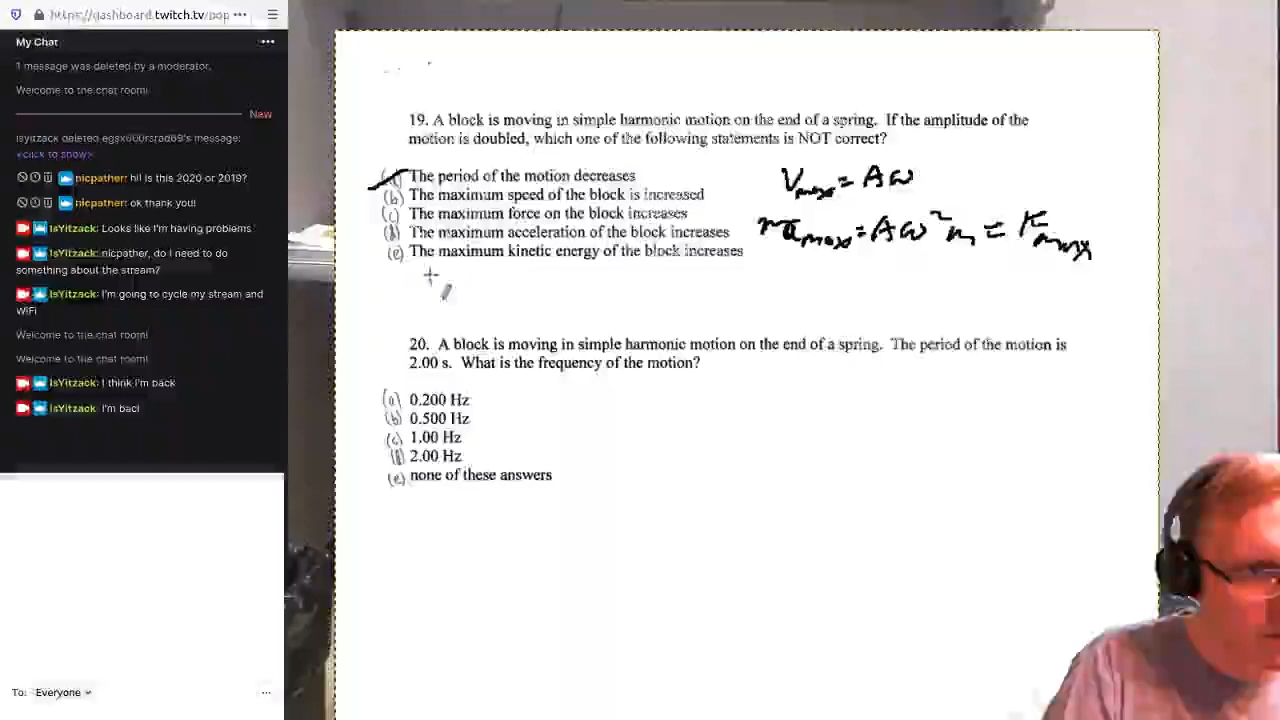 https://dashboard.twitch.tv/pop ···
My Chat
1 message was deleted by a moderator.
Welcome to the chat room!
New
isyitzack deleted message:
<click to show>
nicpather: hi! is this 2020 or 2019?
nicpather: ok thank you!
IsYitzack: Looks like I'm having problems
IsYitzack: nicpather, do I need to do
something about the stream?
IsYitzack: I'm going to cycle my stream and
WiFi
Welcome to the chat room!
Welcome to the chat room!
IsYitzack: I think I'm back
IsYitzack: I'm bacl
To: Everyone
19. A block is moving in simple harmonic motion on the end of a spring. If the amplitude of the
motion is doubled, which one of the following statements is NOT correct?
(a) The period of the motion decreases
(b) The maximum speed of the block is increased
(c) The maximum force on the block increases
(d) The maximum acceleration of the block increases
(e) The maximum kinetic energy of the block increases
Vmax = Aω
m amax = Aω²m = Fmax
20. A block is moving in simple harmonic motion on the end of a spring. The period of the motion is
2.00 s. What is the frequency of the motion?
(a) 0.200 Hz
(b) 0.500 Hz
(c) 1.00 Hz
(d) 2.00 Hz
(e) none of these answers